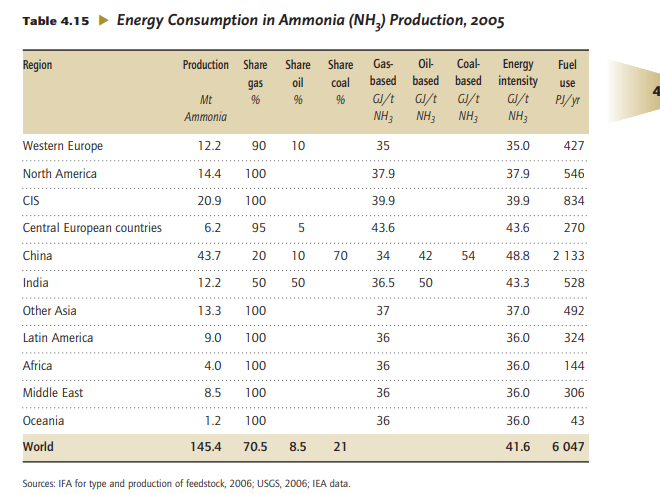 Table 4.15 ▶ Energy Consumption in Ammonia (NH3) Production, 2005
Region Production Share Share Share Gas- Oil- Coal- Energy Fuel
gas oil coal based based based intensity use
Mt % % % GJ/t GJ/t GJ/t GJ/t PJ/yr
Ammonia NH3 NH3 NH3 NH3
4
Western Europe 12.2 90 10 35 35.0 427
North America 14.4 100 37.9 37.9 546
CIS 20.9 100 39.9 39.9 834
Central European countries 6.2 95 5 43.6 43.6 270
China 43.7 20 10 70 34 42 54 48.8 2 133
India 12.2 50 50 36.5 50 43.3 528
Other Asia 13.3 100 37 37.0 492
Latin America 9.0 100 36 36.0 324
Africa 4.0 100 36 36.0 144
Middle East 8.5 100 36 36.0 306
Oceania 1.2 100 36 36.0 43
World 145.4 70.5 8.5 21 41.6 6 047
Sources: IFA for type and production of feedstock, 2006; USGS, 2006; IEA data.